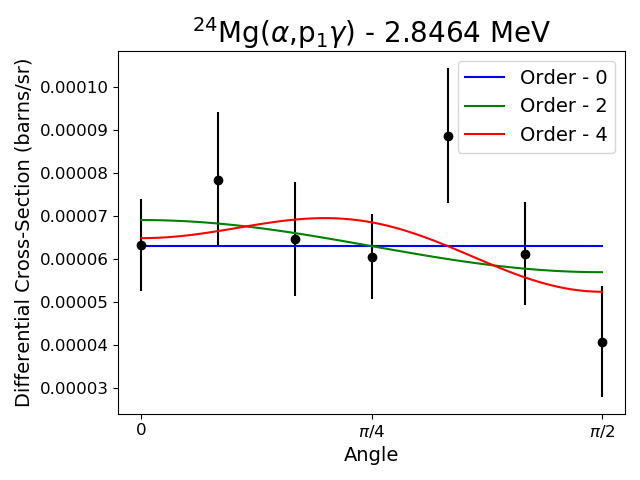 ²⁴Mg(α,p₁γ) - 2.8464 MeV
Order - 0
Order - 2
Order - 4
Differential Cross-Section (barns/sr)
0.00010
0.00009
0.00008
0.00007
0.00006
0.00005
0.00004
0.00003
0 π/4 π/2
Angle